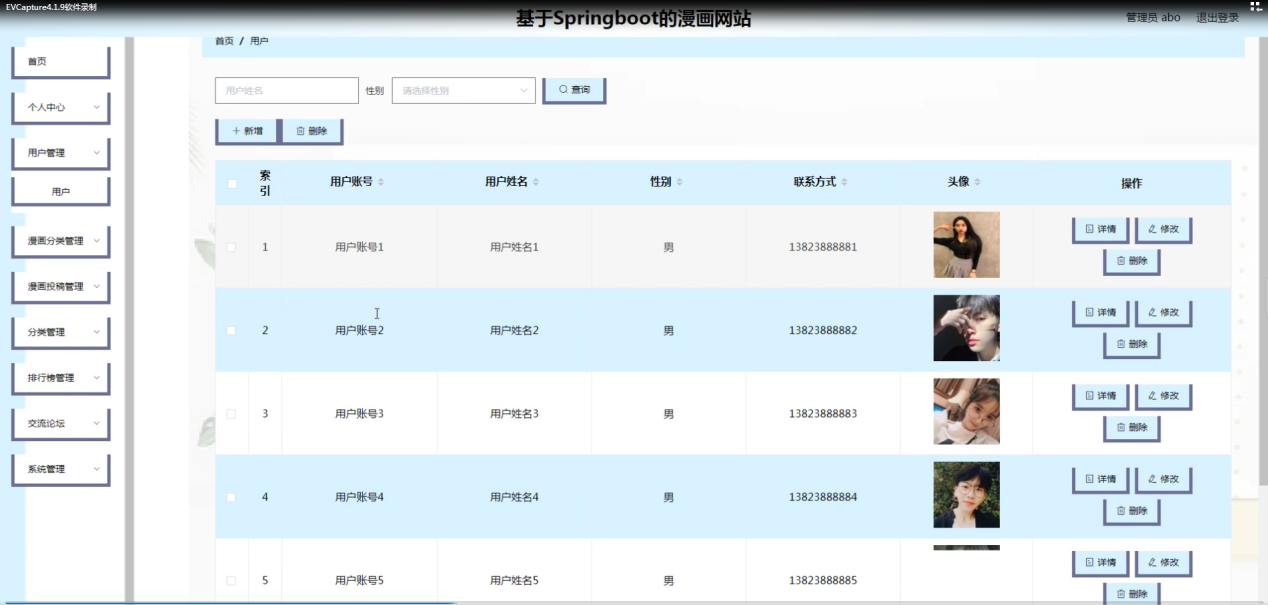 EVCapture4.1.9软件录制
基于Springboot的漫画网站
管理员 abo 退出登录
首页 / 用户
首页
个人中心
用户管理
用户
漫画分类管理
漫画投稿管理
分类管理
排行榜管理
交流论坛
系统管理
用户姓名 性别 请选择性别 查询
新增 删除
索引 用户账号 用户姓名 性别 联系方式 头像 操作
1 用户账号1 用户姓名1 男 13823888881 详情 修改
删除
2 用户账号2 用户姓名2 男 13823888882 详情 修改
删除
3 用户账号3 用户姓名3 男 13823888883 详情 修改
删除
4 用户账号4 用户姓名4 男 13823888884 详情 修改
删除
5 用户账号5 用户姓名5 男 13823888885 详情 修改
删除